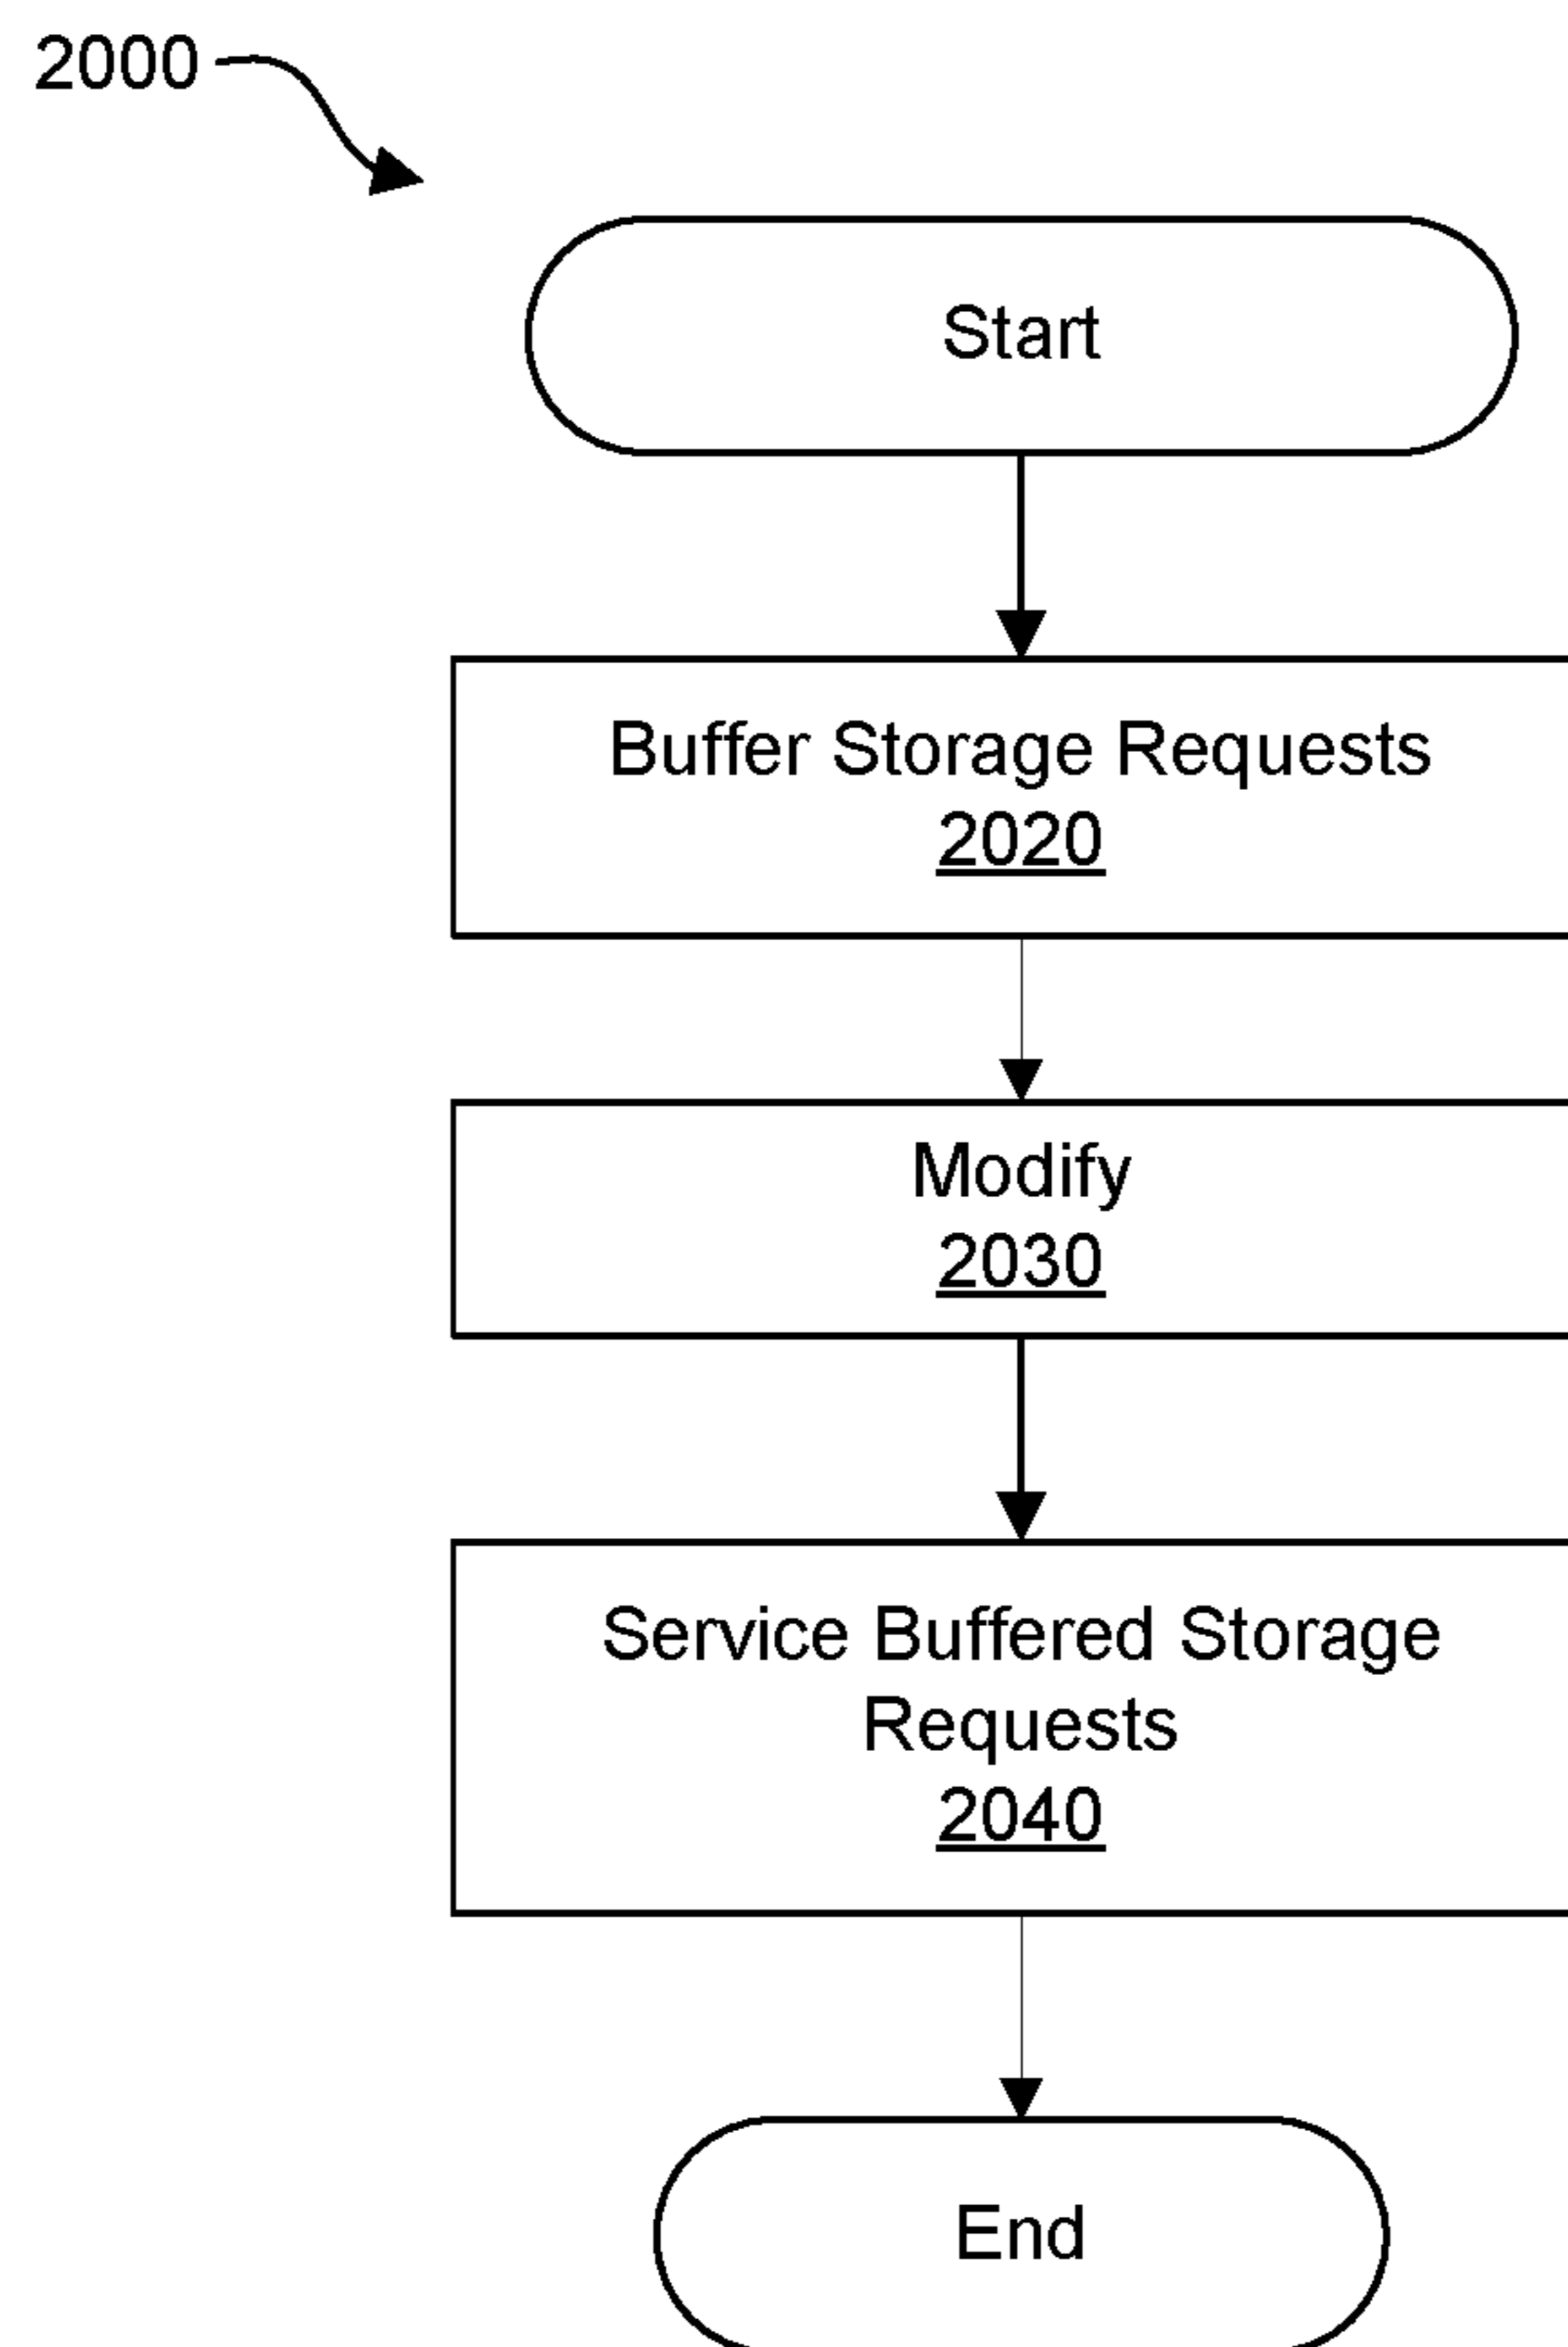 2000
Start
Buffer Storage Requests
2020
Modify
2030
Service Buffered Storage
Requests
2040
End